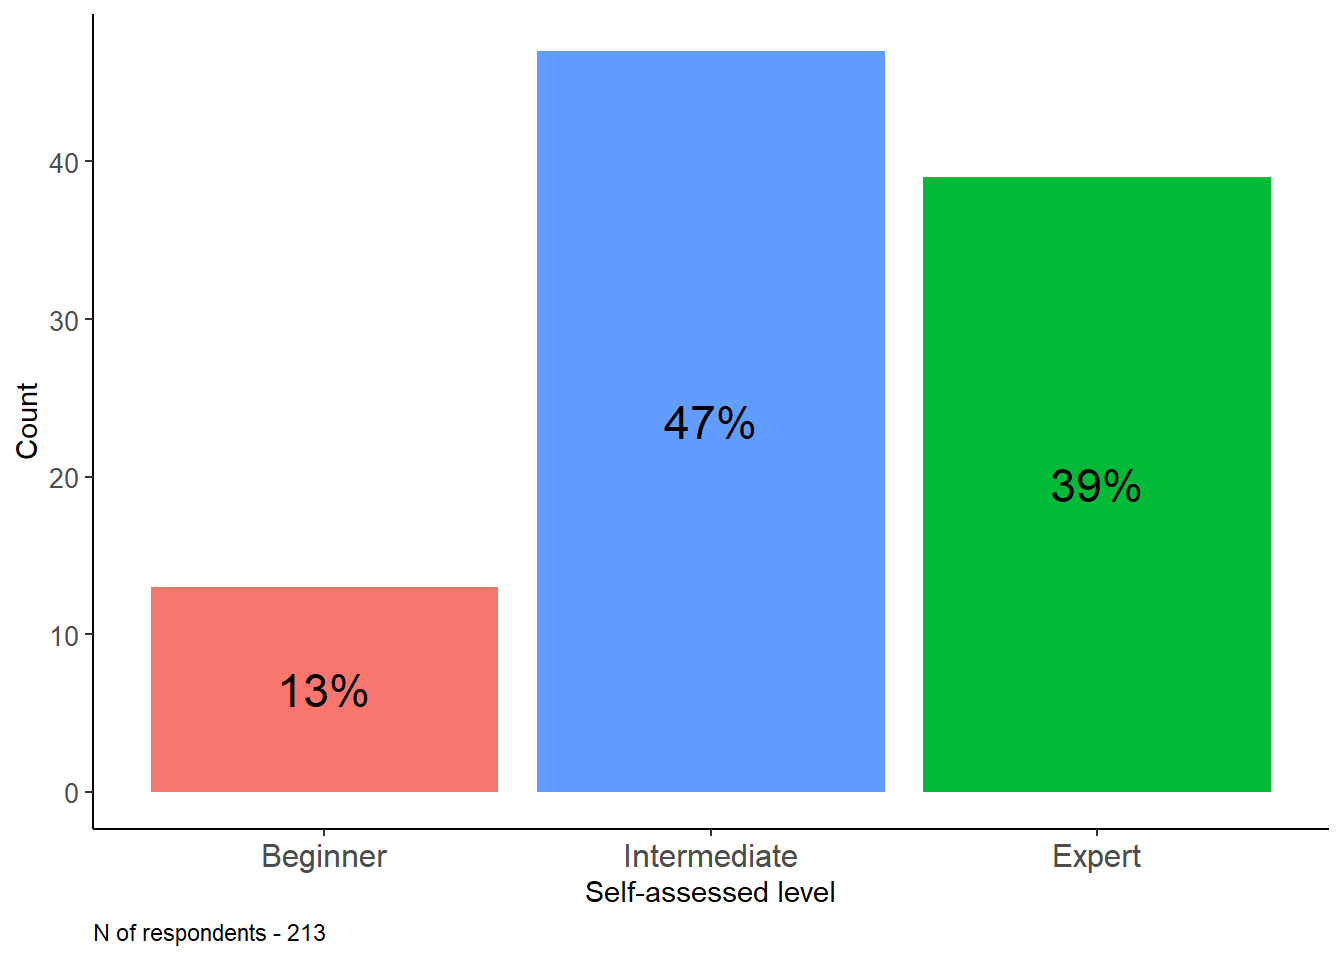 40
30
20
10
0
Count
47%
39%
13%
Beginner Intermediate Expert
Self-assessed level
N of respondents - 213